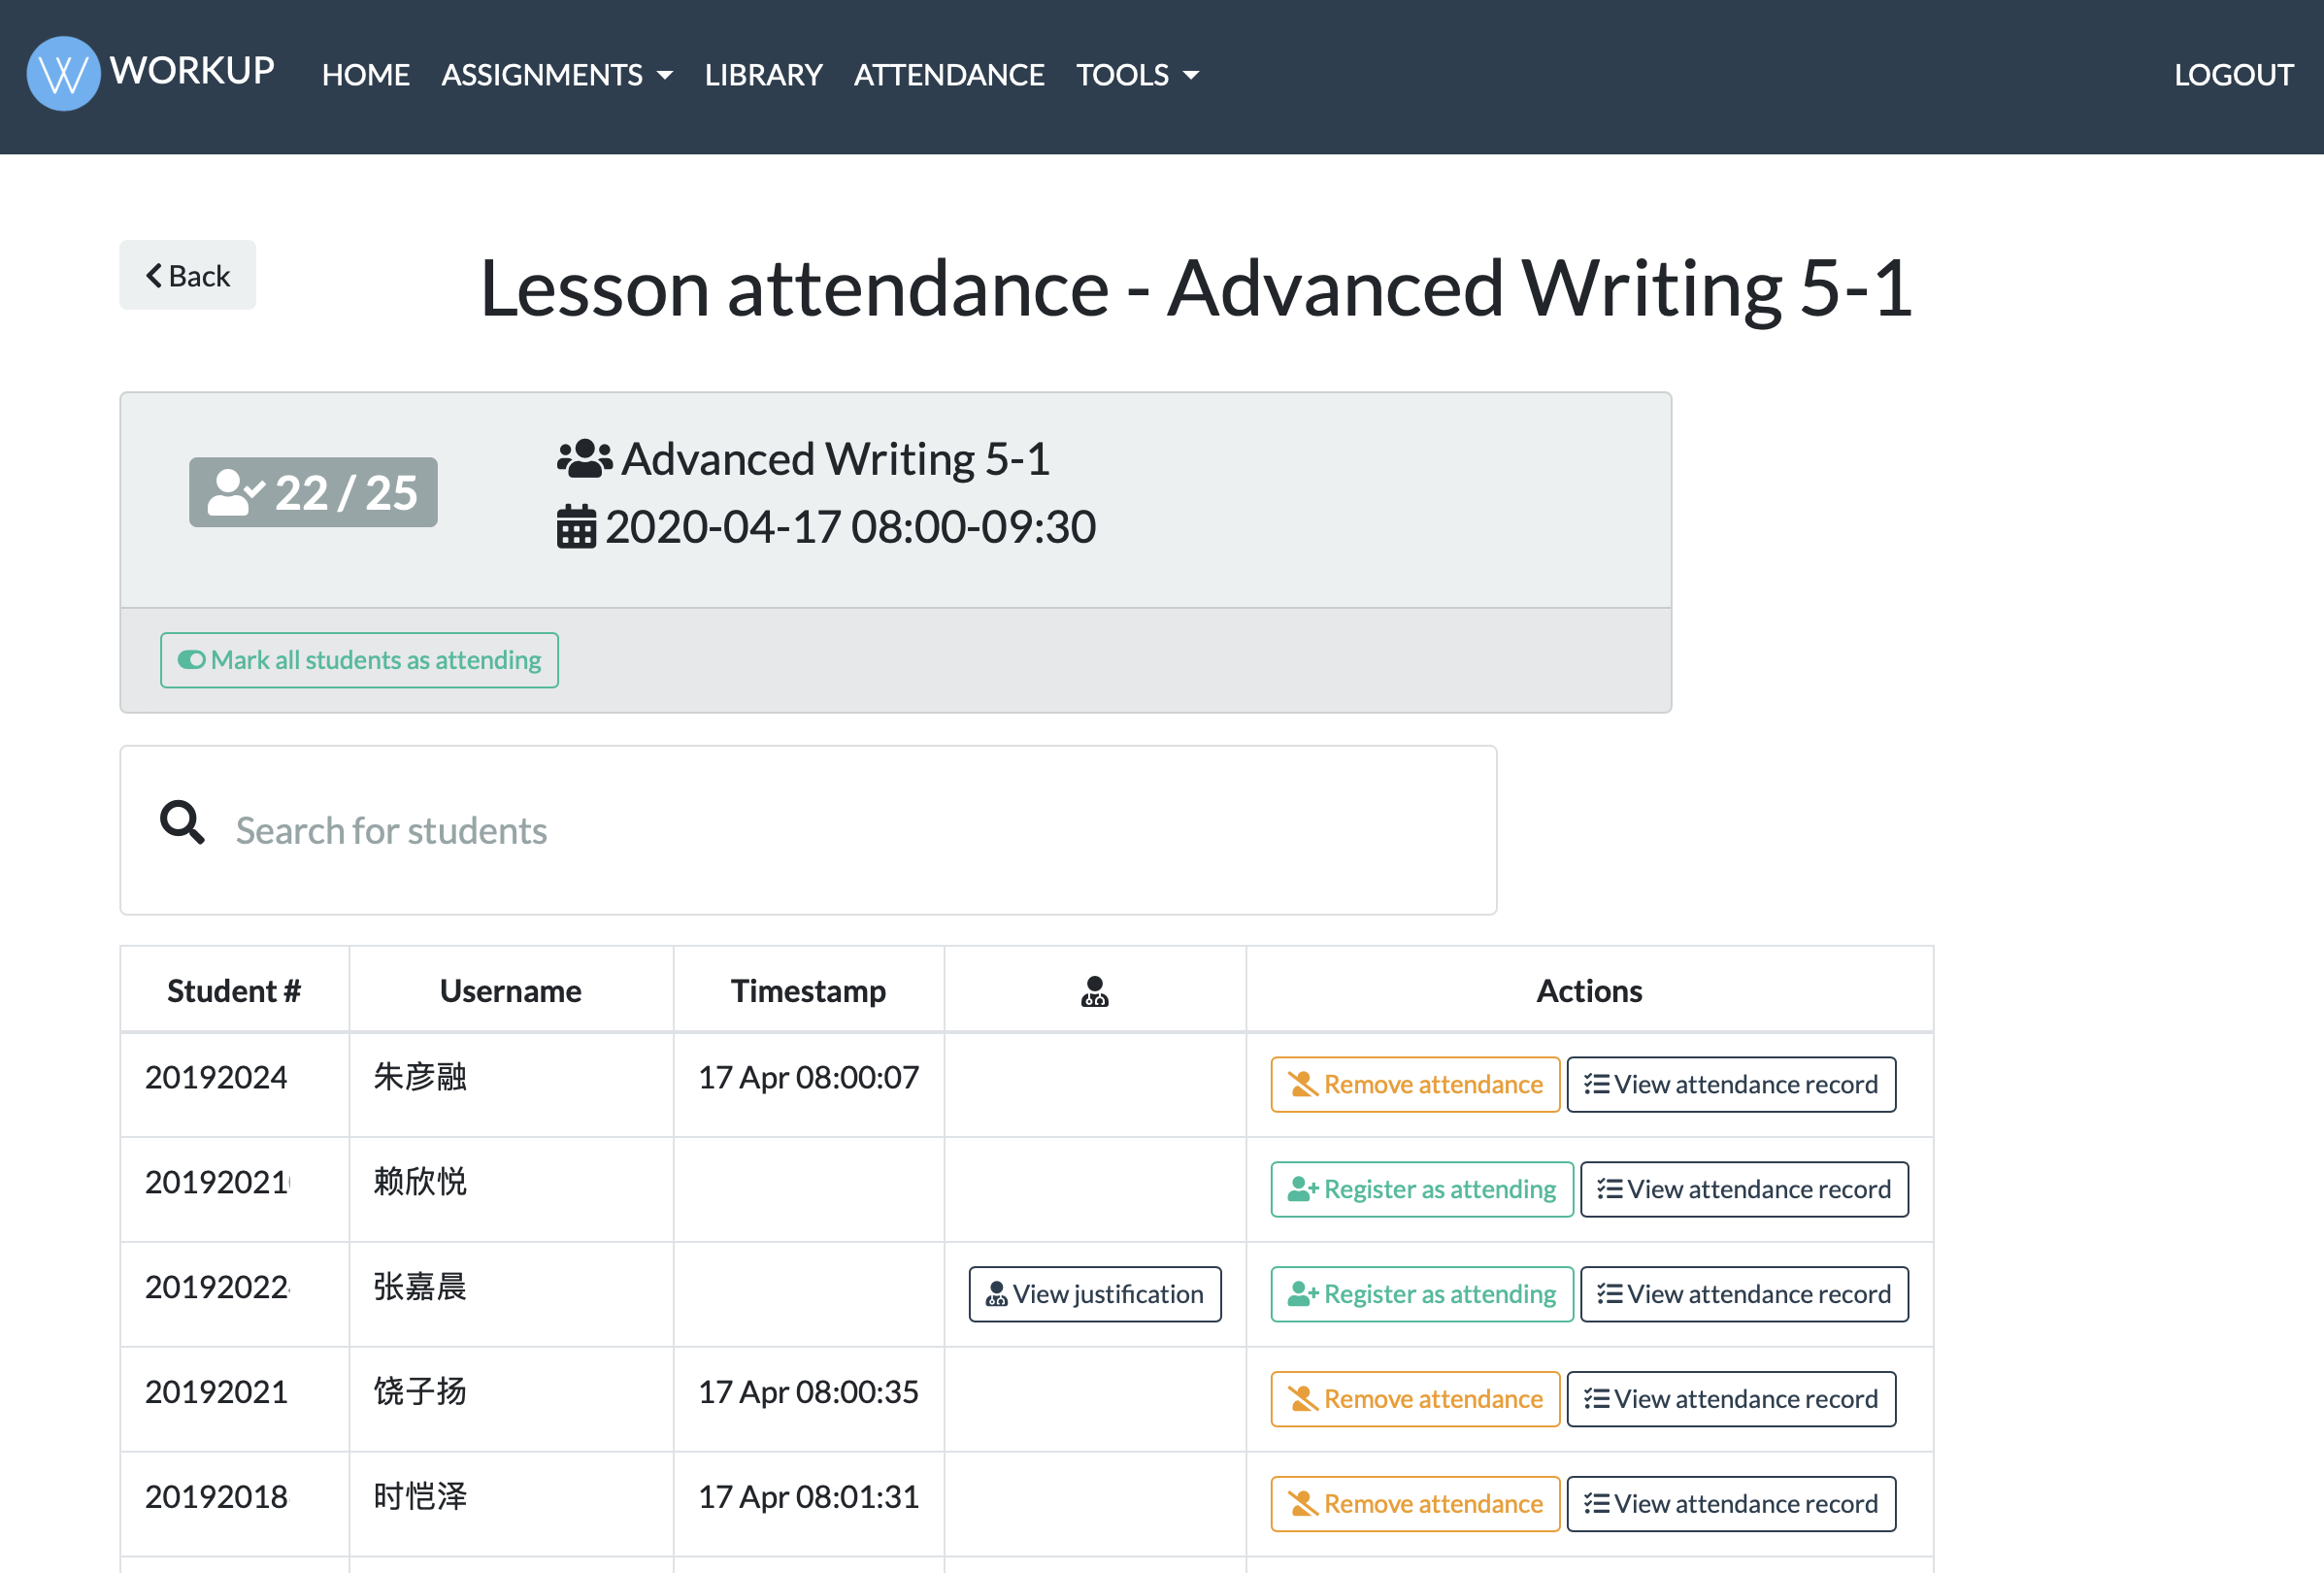 WORKUP HOME ASSIGNMENTS LIBRARY ATTENDANCE TOOLS LOGOUT
Back
Lesson attendance - Advanced Writing 5-1
22 / 25
Advanced Writing 5-1
2020-04-17 08:00-09:30
Mark all students as attending
Search for students
Student # Username Timestamp Actions
20192024 朱彦融 17 Apr 08:00:07 Remove attendance View attendance record
20192021 赖欣悦 Register as attending View attendance record
20192022 张嘉晨 View justification Register as attending View attendance record
20192021 饶子扬 17 Apr 08:00:35 Remove attendance View attendance record
20192018 时恺泽 17 Apr 08:01:31 Remove attendance View attendance record